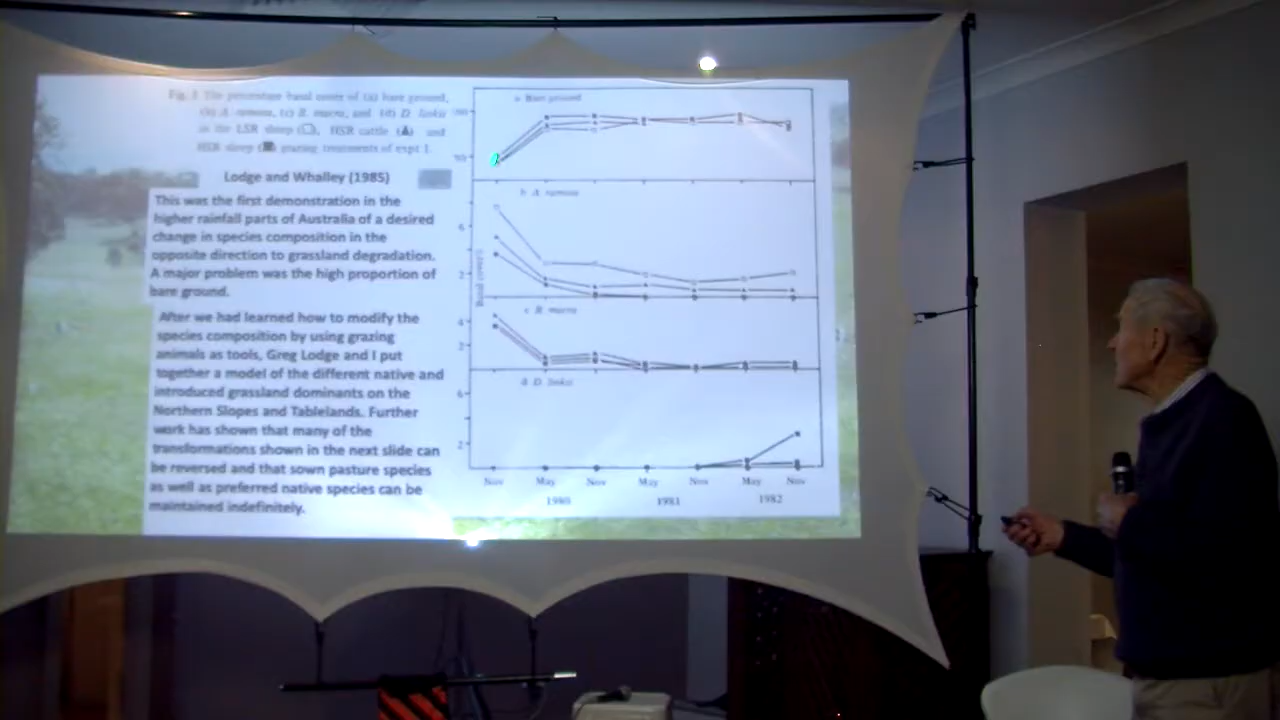 Fig. 1 The percentage basal cover of (a) bare ground,
(b) A. ramosa, (c) B. macra, and (d) D. linkii
in the LSR sheep ( ), HSR cattle ( ) and
HSR sheep ( ) grazing treatments of expt 1.
Lodge and Whalley (1985)
This was the first demonstration in the
higher rainfall parts of Australia of a desired
change in species composition in the
opposite direction to grassland degradation.
A major problem was the high proportion of
bare ground.
After we had learned how to modify the
species composition by using grazing
animals as tools, Greg Lodge and I put
together a model of the different native and
introduced grassland dominants on the
Northern Slopes and Tablelands. Further
work has shown that many of the
transformations shown in the next slide can
be reversed and that sown pasture species
as well as preferred native species can be
maintained indefinitely.
a Bare ground
b A. ramosa
6
2
c B. macra
4
2
d D. linkii
6
2
Nov May Nov May Nov May Nov
1980 1981 1982